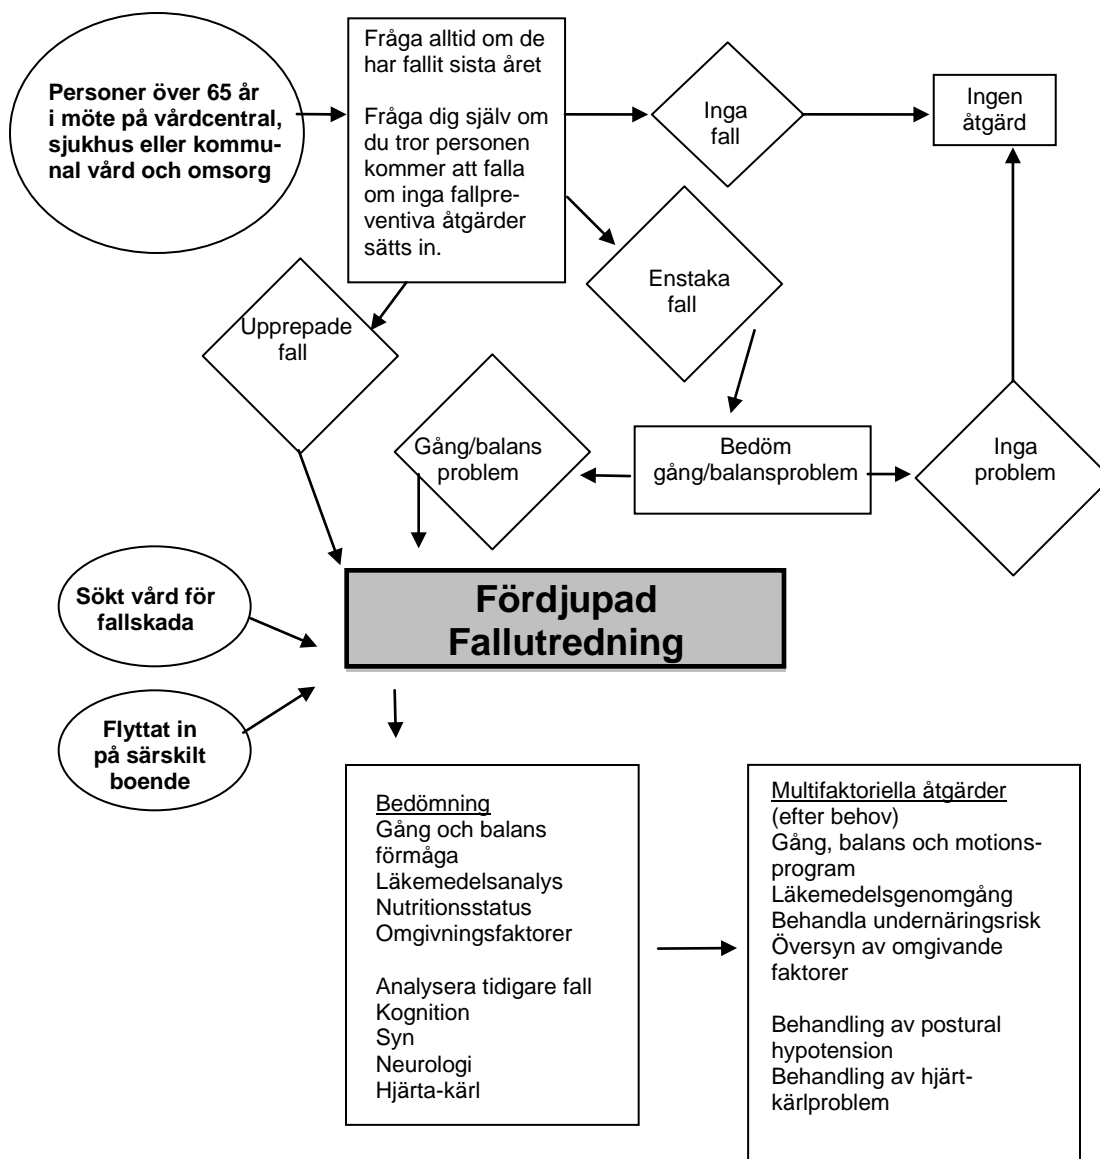 Personer över 65 år
i möte på vårdcentral,
sjukhus eller kommu-
nal vård och omsorg
Fråga alltid om de
har fallit sista året
Fråga dig själv om
du tror personen
kommer att falla
om inga fallpre-
ventiva åtgärder
sätts in.
Inga
fall
Ingen
åtgärd
Enstaka
fall
Upprepade
fall
Gång/balans
problem
Bedöm
gång/balansproblem
Inga
problem
Sökt vård för
fallskada
Fördjupad
Fallutredning
Flyttat in
på särskilt
boende
Bedömning
Gång och balans
förmåga
Läkemedelsanalys
Nutritionsstatus
Omgivningsfaktorer
Analysera tidigare fall
Kognition
Syn
Neurologi
Hjärta-kärl
Multifaktoriella åtgärder
(efter behov)
Gång, balans och motions-
program
Läkemedelsgenomgång
Behandla undernäringsrisk
Översyn av omgivande
faktorer
Behandling av postural
hypotension
Behandling av hjärt-
kärlproblem